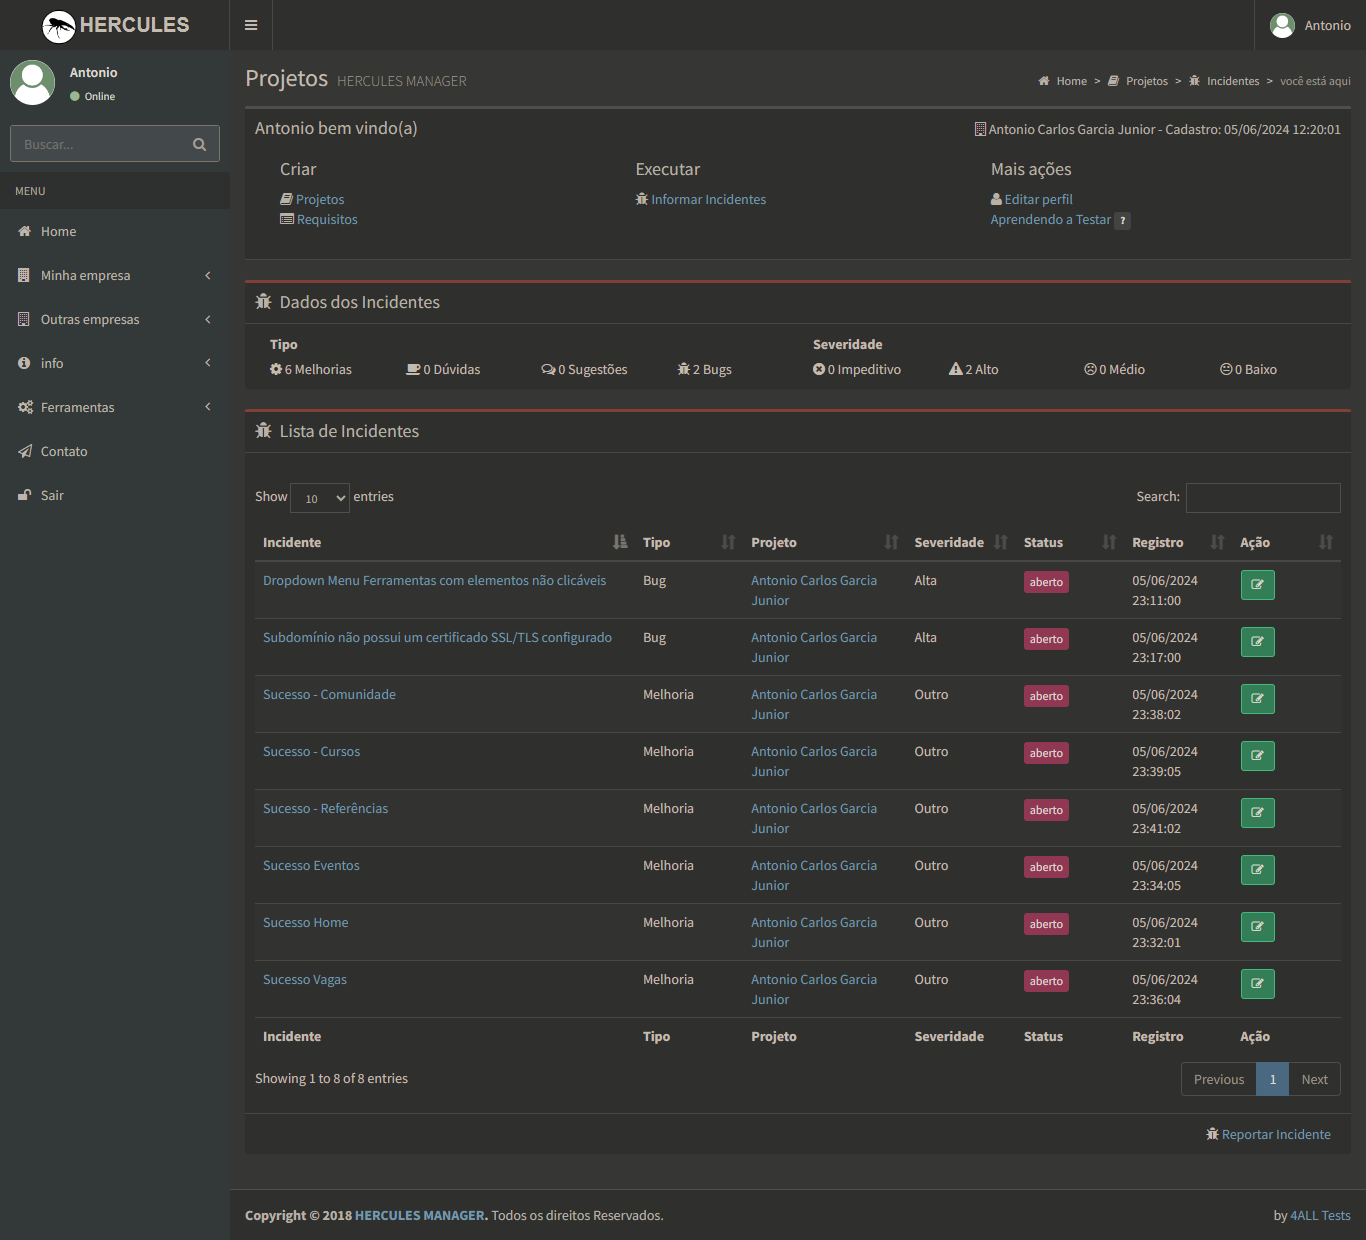 HERCULES
Antonio
Antonio
Online
Buscar...
MENU
Home
Minha empresa
Outras empresas
info
Ferramentas
Contato
Sair
Projetos HERCULES MANAGER
Home > Projetos > Incidentes > você está aqui
Antonio bem vindo(a)
Antonio Carlos Garcia Junior - Cadastro: 05/06/2024 12:20:01
Criar
Projetos
Requisitos
Executar
Informar Incidentes
Mais ações
Editar perfil
Aprendendo a Testar ?
Dados dos Incidentes
Tipo
6 Melhorias 0 Dúvidas 0 Sugestões 2 Bugs
Severidade
0 Impeditivo 2 Alto 0 Médio 0 Baixo
Lista de Incidentes
Show 10 entries
Search:
Incidente Tipo Projeto Severidade Status Registro Ação
Dropdown Menu Ferramentas com elementos não clicáveis Bug Antonio Carlos Garcia Alta aberto 05/06/2024
Junior 23:11:00
Subdomínio não possui um certificado SSL/TLS configurado Bug Antonio Carlos Garcia Alta aberto 05/06/2024
Junior 23:17:00
Sucesso - Comunidade Melhoria Antonio Carlos Garcia Outro aberto 05/06/2024
Junior 23:38:02
Sucesso - Cursos Melhoria Antonio Carlos Garcia Outro aberto 05/06/2024
Junior 23:39:05
Sucesso - Referências Melhoria Antonio Carlos Garcia Outro aberto 05/06/2024
Junior 23:41:02
Sucesso Eventos Melhoria Antonio Carlos Garcia Outro aberto 05/06/2024
Junior 23:34:05
Sucesso Home Melhoria Antonio Carlos Garcia Outro aberto 05/06/2024
Junior 23:32:01
Sucesso Vagas Melhoria Antonio Carlos Garcia Outro aberto 05/06/2024
Junior 23:36:04
Incidente Tipo Projeto Severidade Status Registro Ação
Showing 1 to 8 of 8 entries
Previous 1 Next
Reportar Incidente
Copyright © 2018 HERCULES MANAGER. Todos os direitos Reservados.
by 4ALL Tests